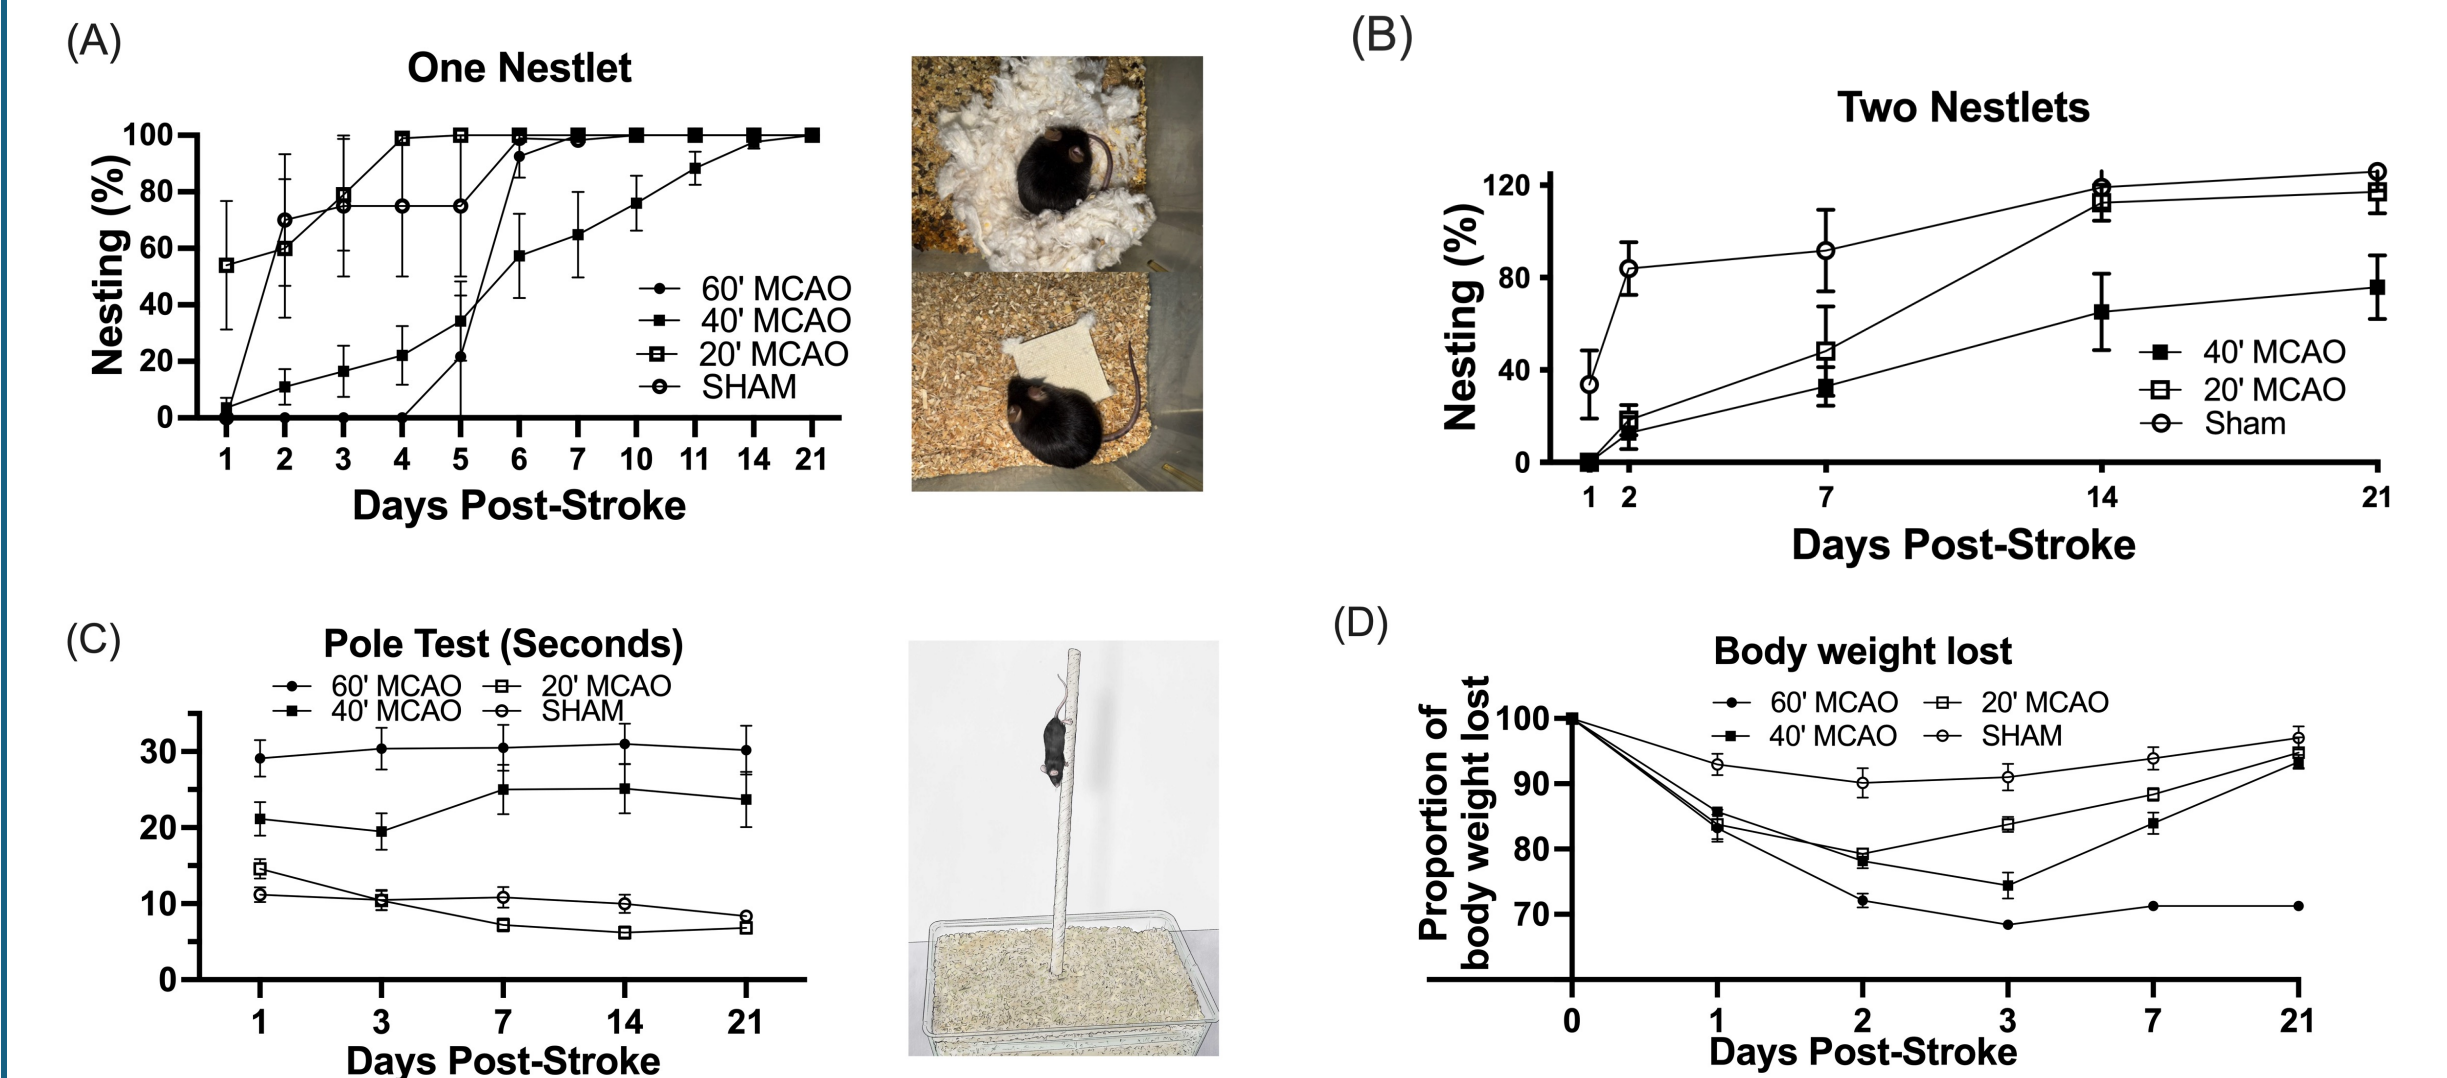 (A)
One Nestlet
Nesting (%)
100
80
60
40
20
0
60' MCAO
40' MCAO
20' MCAO
SHAM
1 2 3 4 5 6 7 10 11 14 21
Days Post-Stroke
(B)
Two Nestlets
Nesting (%)
120
80
40
0
40' MCAO
20' MCAO
Sham
1 2 7 14 21
Days Post-Stroke
(C)
Pole Test (Seconds)
60' MCAO 20' MCAO
40' MCAO SHAM
30
20
10
0
1 3 7 14 21
Days Post-Stroke
(D)
Body weight lost
60' MCAO 20' MCAO
40' MCAO SHAM
Proportion of
body weight lost
100
90
80
70
0 1 2 3 7 21
Days Post-Stroke